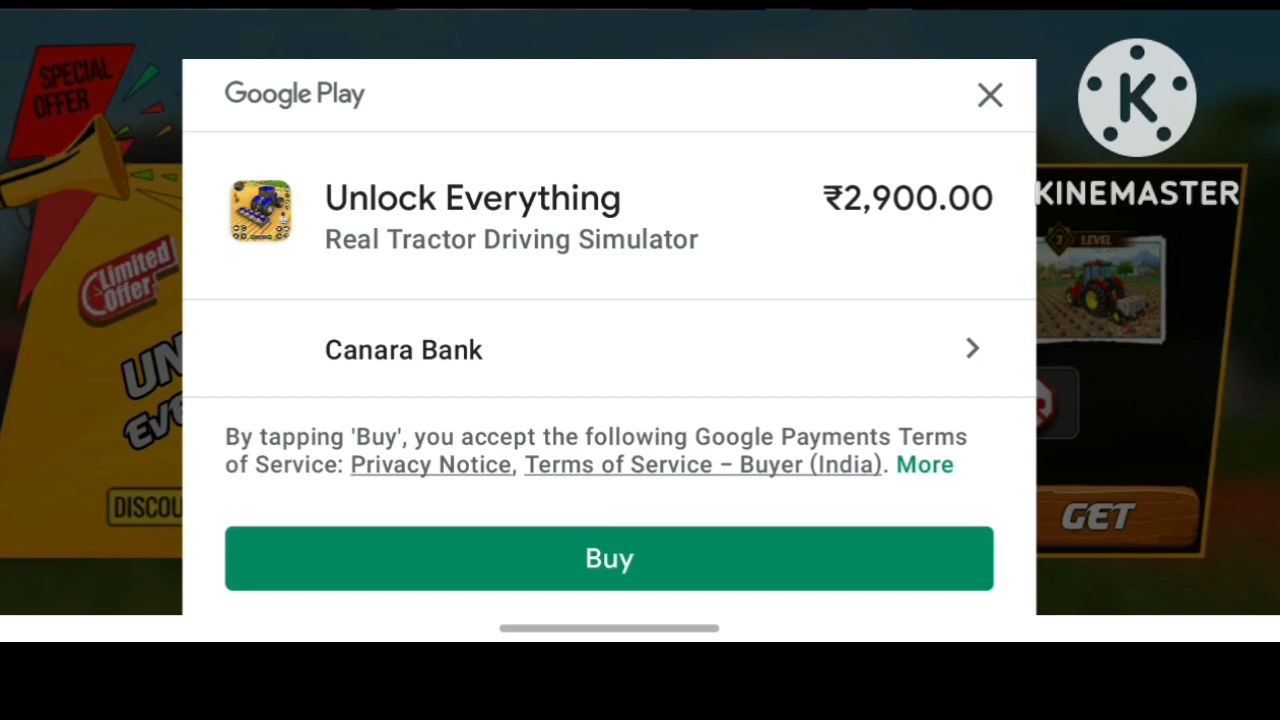 SPECIAL
OFFER
Google Play
K
KINEMASTER
Unlock Everything
₹2,900.00
Real Tractor Driving Simulator
Limited
Offer
3 LEVEL
Canara Bank
By tapping 'Buy', you accept the following Google Payments Terms
of Service: Privacy Notice, Terms of Service – Buyer (India). More
DISCOU
GET
Buy